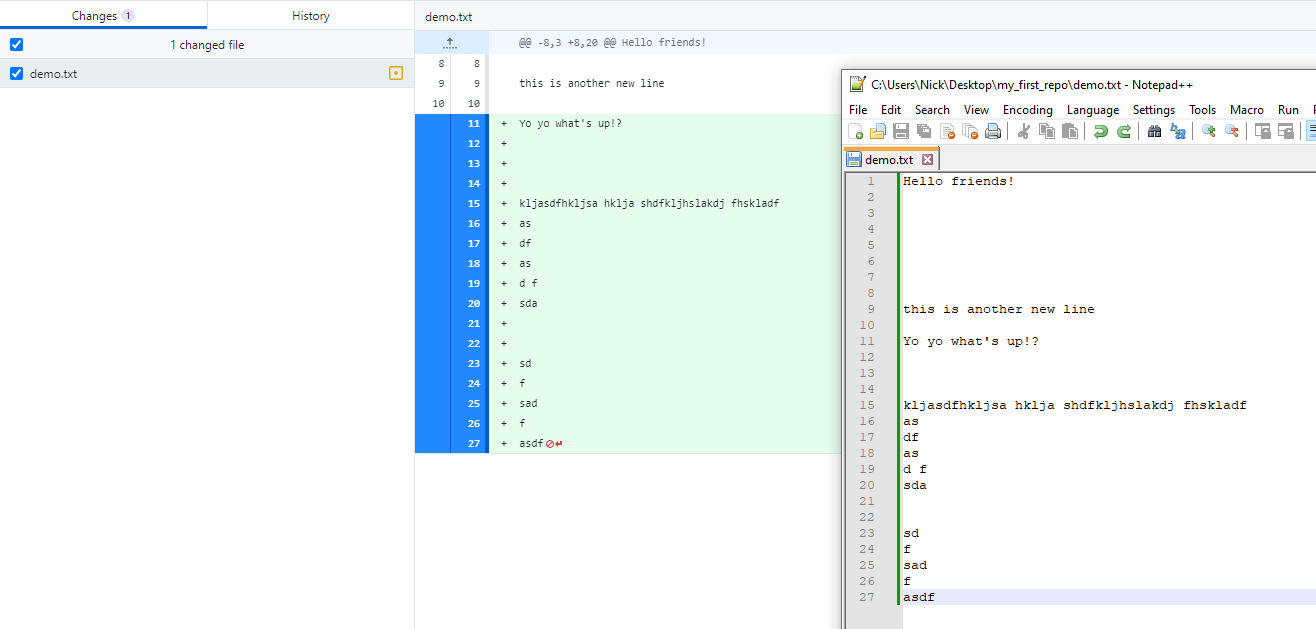 Changes 1 History
1 changed file
demo.txt
demo.txt
@@ -8,3 +8,20 @@ Hello friends!
8 8
9 9 this is another new line
10 10
11 + Yo yo what's up!?
12 +
13 +
14 +
15 + kljasdfhkljsa hklja shdfkljhslakdj fhskladf
16 + as
17 + df
18 + as
19 + d f
20 + sda
21 +
22 +
23 + sd
24 + f
25 + sad
26 + f
27 + asdf
C:\Users\Nick\Desktop\my_first_repo\demo.txt - Notepad++
File Edit Search View Encoding Language Settings Tools Macro Run
demo.txt
1 Hello friends!
2
3
4
5
6
7
8
9 this is another new line
10
11 Yo yo what's up!?
12
13
14
15 kljasdfhkljsa hklja shdfkljhslakdj fhskladf
16 as
17 df
18 as
19 d f
20 sda
21
22
23 sd
24 f
25 sad
26 f
27 asdf